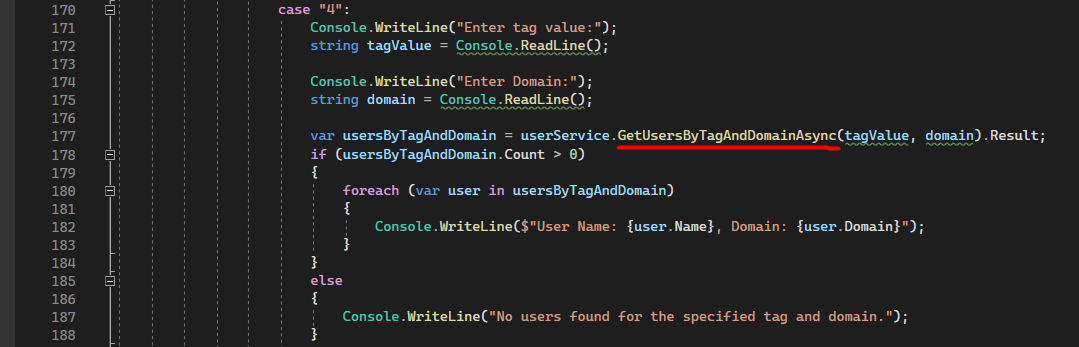 170 case "4":
171 Console.WriteLine("Enter tag value:");
172 string tagValue = Console.ReadLine();
173
174 Console.WriteLine("Enter Domain:");
175 string domain = Console.ReadLine();
176
177 var usersByTagAndDomain = userService.GetUsersByTagAndDomainAsync(tagValue, domain).Result;
178 if (usersByTagAndDomain.Count > 0)
179 {
180 foreach (var user in usersByTagAndDomain)
181 {
182 Console.WriteLine($"User Name: {user.Name}, Domain: {user.Domain}");
183 }
184 }
185 else
186 {
187 Console.WriteLine("No users found for the specified tag and domain.");
188 }